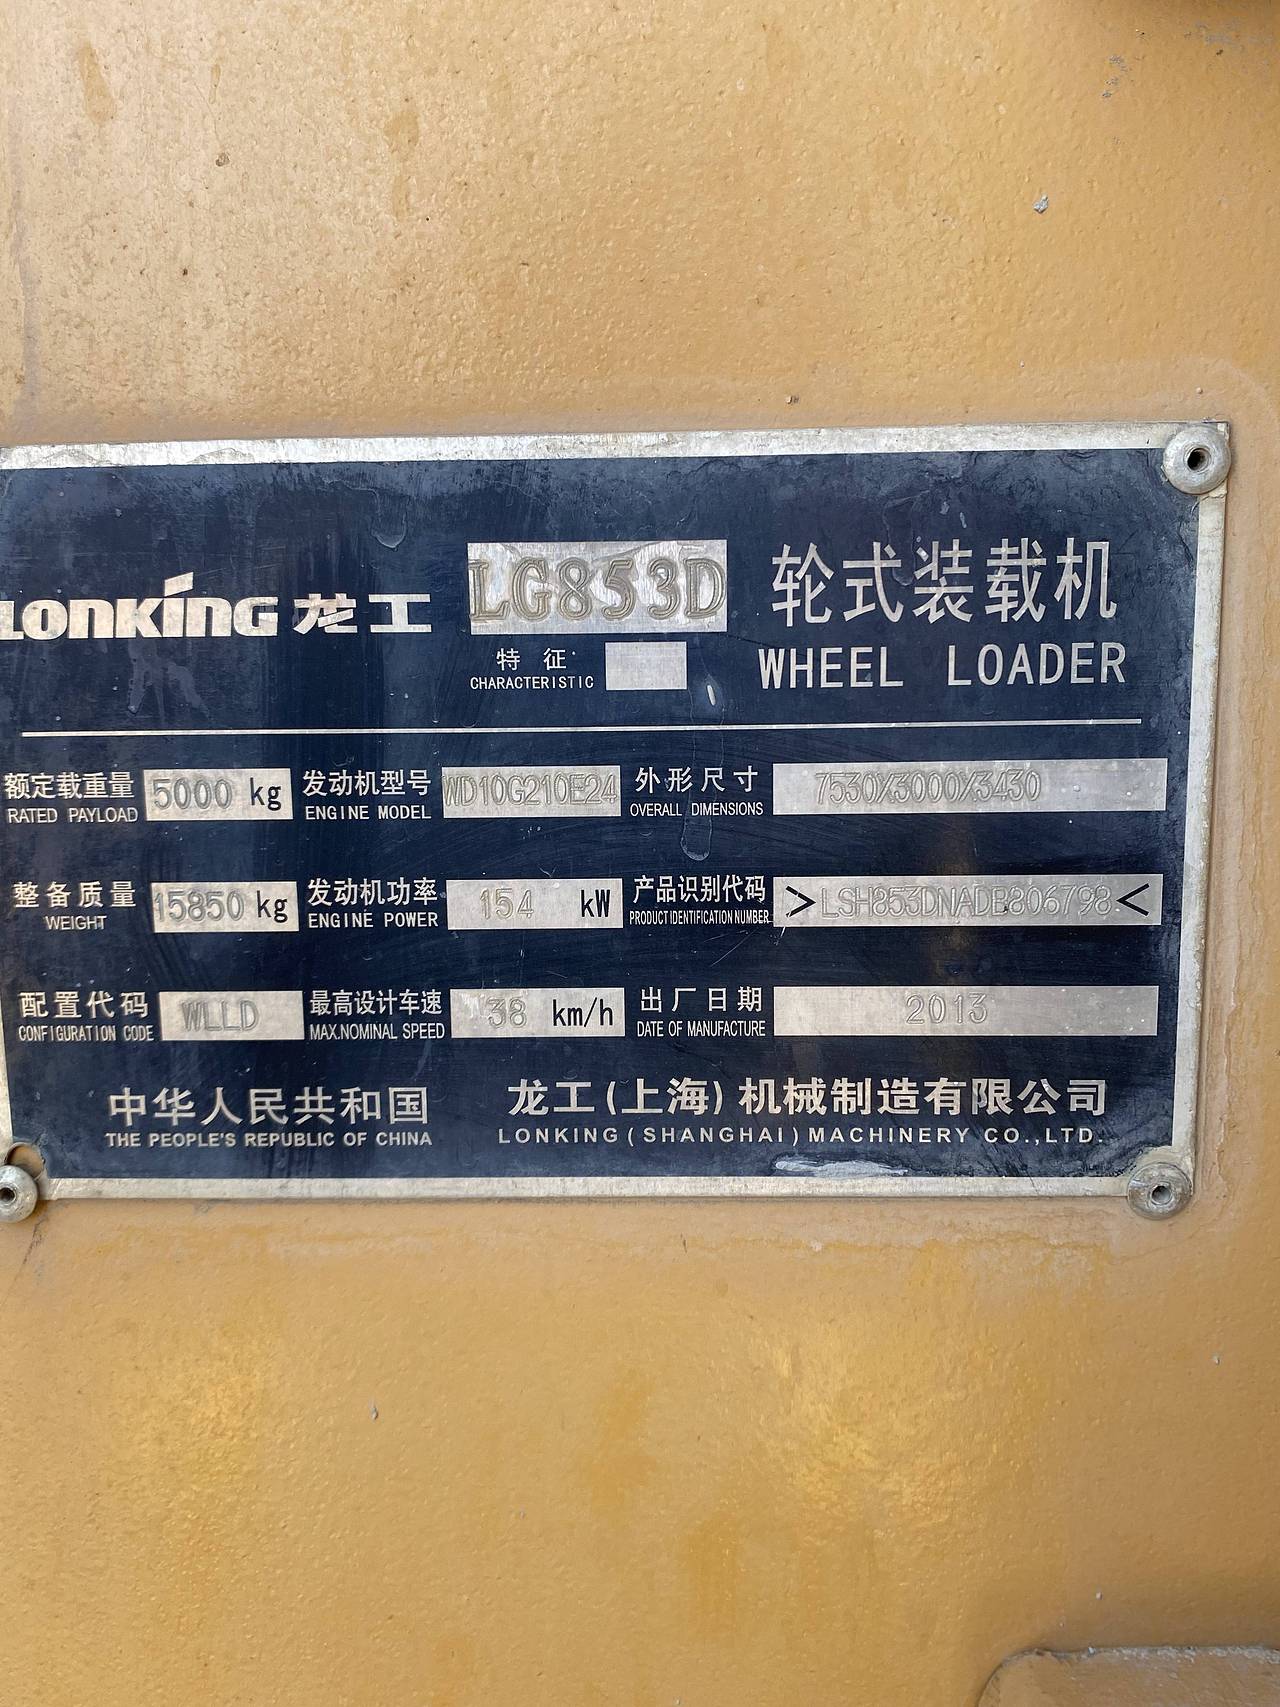 LONKING 龙工 LG853D 轮式装载机
特征
CHARACTERISTIC
WHEEL LOADER
额定载重量 5000 kg 发动机型号 WD10G210E24 外形尺寸 7530X3000X3430
RATED PAYLOAD ENGINE MODEL OVERALL DIMENSIONS
整备质量 15850 kg 发动机功率 154 kW 产品识别代码 >LSH853DNADB806798<
WEIGHT ENGINE POWER PRODUCT IDENTIFICATION NUMBER
配置代码 WLLD 最高设计车速 38 km/h 出厂日期 2013
CONFIGURATION CODE MAX.NOMINAL SPEED DATE OF MANUFACTURE
中华人民共和国 龙工(上海)机械制造有限公司
THE PEOPLE'S REPUBLIC OF CHINA LONKING (SHANGHAI) MACHINERY CO.,LTD.